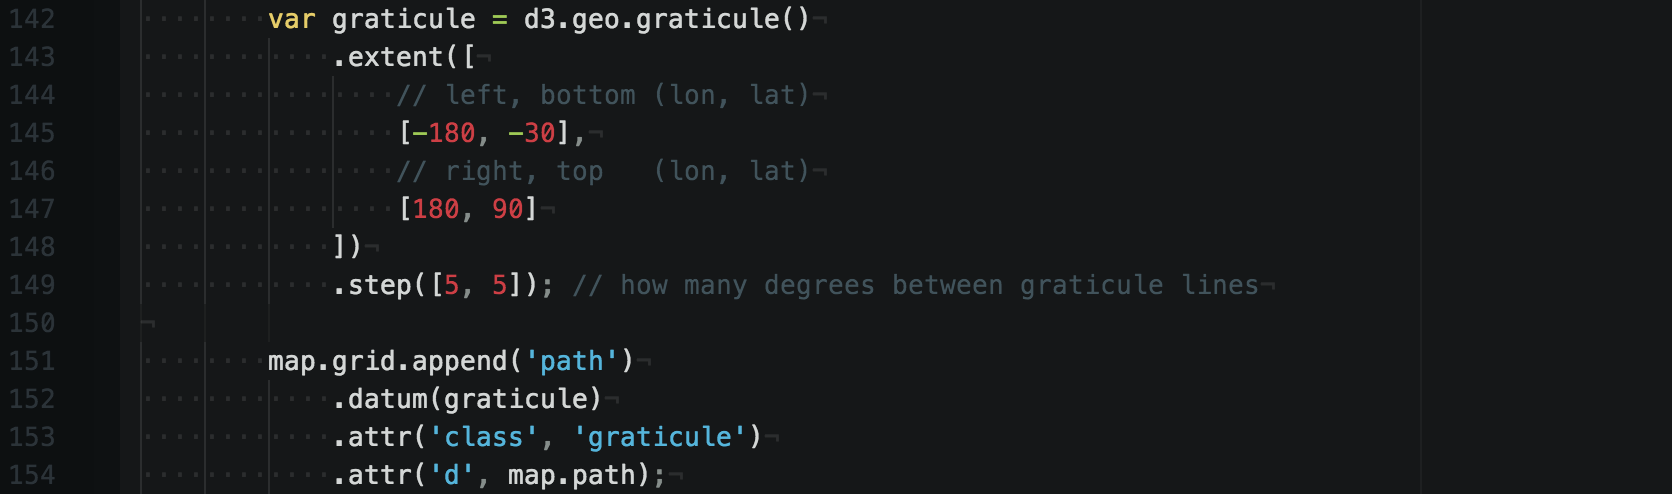 142 var graticule = d3.geo.graticule()¬
143 .extent([¬
144 // left, bottom (lon, lat)¬
145 [-180, -30],¬
146 // right, top   (lon, lat)¬
147 [180, 90]¬
148 ])¬
149 .step([5, 5]); // how many degrees between graticule lines¬
150 ¬
151 map.grid.append('path')¬
152 .datum(graticule)¬
153 .attr('class', 'graticule')¬
154 .attr('d', map.path);¬